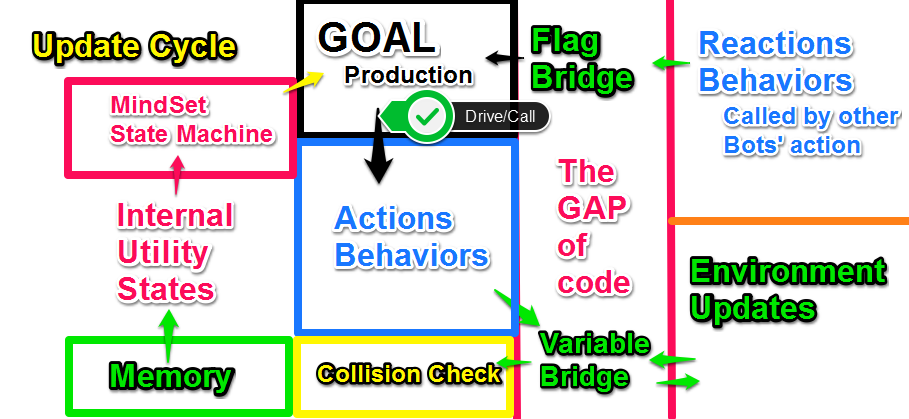 Update Cycle
GOAL
Production
Flag
Bridge
Reactions
Behaviors
Called by other
Bots' action
MindSet
State Machine
Drive/Call
Internal
Utility
States
Actions
Behaviors
The
GAP
of
code
Environment
Updates
Memory
Collision Check
Variable
Bridge